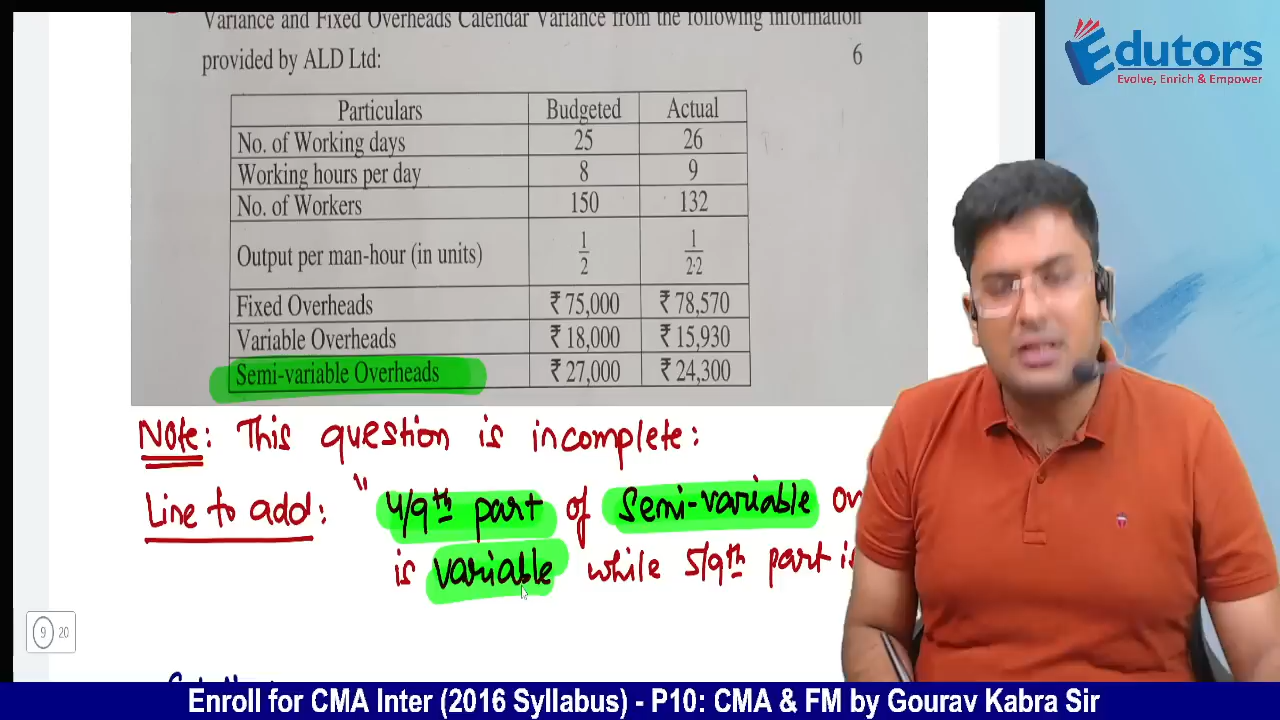 Variance and Fixed Overheads Calendar Variance from the following information
provided by ALD Ltd: 6
Edutors
Evolve, Enrich & Empower
Particulars Budgeted Actual
No. of Working days 25 26
Working hours per day 8 9
No. of Workers 150 132
Output per man-hour (in units) 1/2 1/2·2
Fixed Overheads ₹ 75,000 ₹ 78,570
Variable Overheads ₹ 18,000 ₹ 15,930
Semi-variable Overheads ₹ 27,000 ₹ 24,300
Note: This question is incomplete:
Line to add: " 4/9th part of Semi-variable
is variable while 5/9th part is
9 20
Enroll for CMA Inter (2016 Syllabus) - P10: CMA & FM by Gourav Kabra Sir